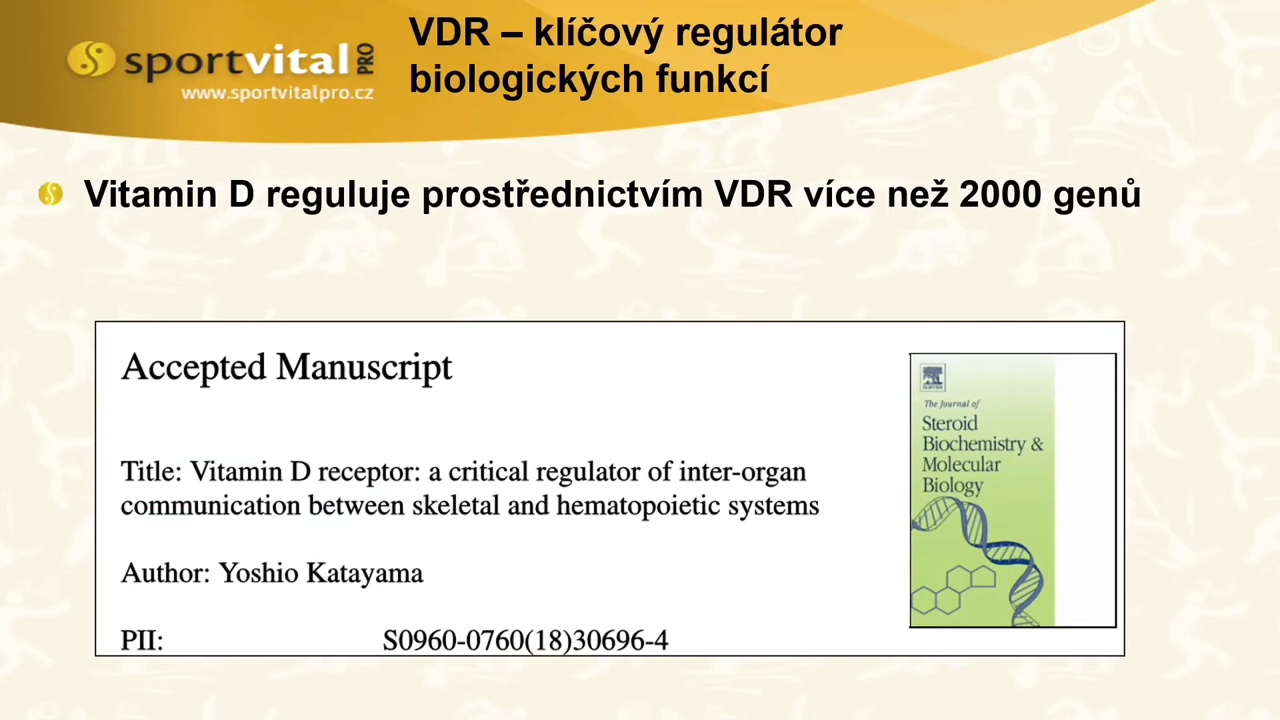 VDR – klíčový regulátor
biologických funkcí
sportvital PRO
www.sportvitalpro.cz
Vitamin D reguluje prostřednictvím VDR více než 2000 genů
Accepted Manuscript
Title: Vitamin D receptor: a critical regulator of inter-organ
communication between skeletal and hematopoietic systems
Author: Yoshio Katayama
PII: S0960-0760(18)30696-4
ELSEVIER
The Journal of
Steroid
Biochemistry &
Molecular
Biology